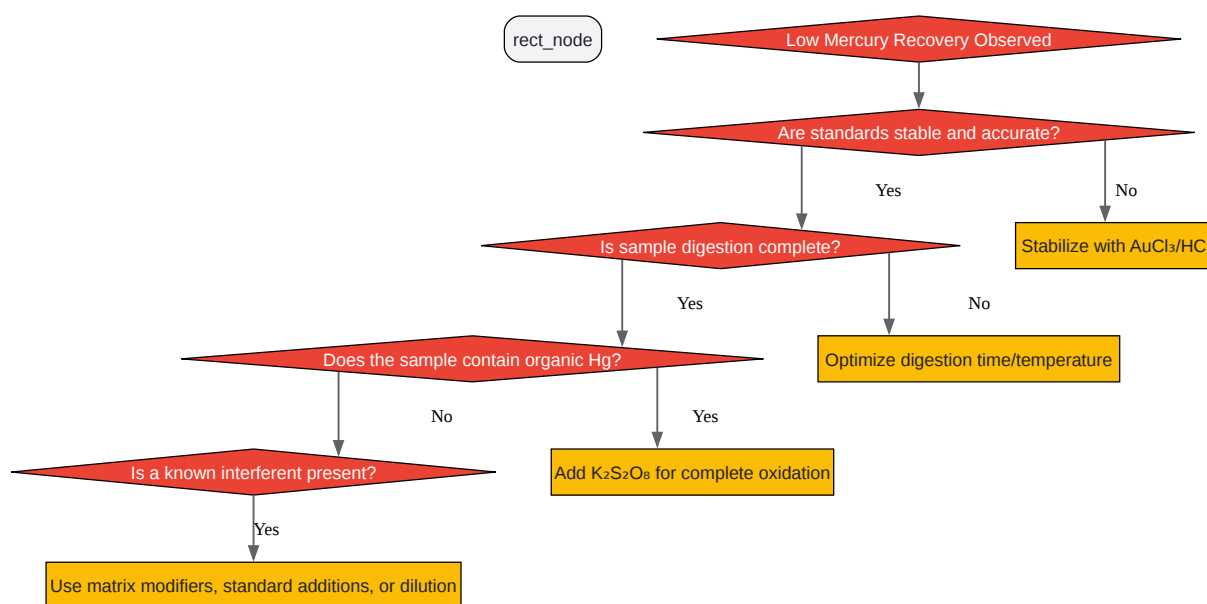 rect_node
Low Mercury Recovery Observed
Are standards stable and accurate?
Yes
No
Is sample digestion complete?
Stabilize with AuCl₃/HC
Yes
No
Does the sample contain organic Hg?
Optimize digestion time/temperature
No
Yes
Is a known interferent present?
Add K₂S₂O₈ for complete oxidation
Yes
Use matrix modifiers, standard additions, or dilution